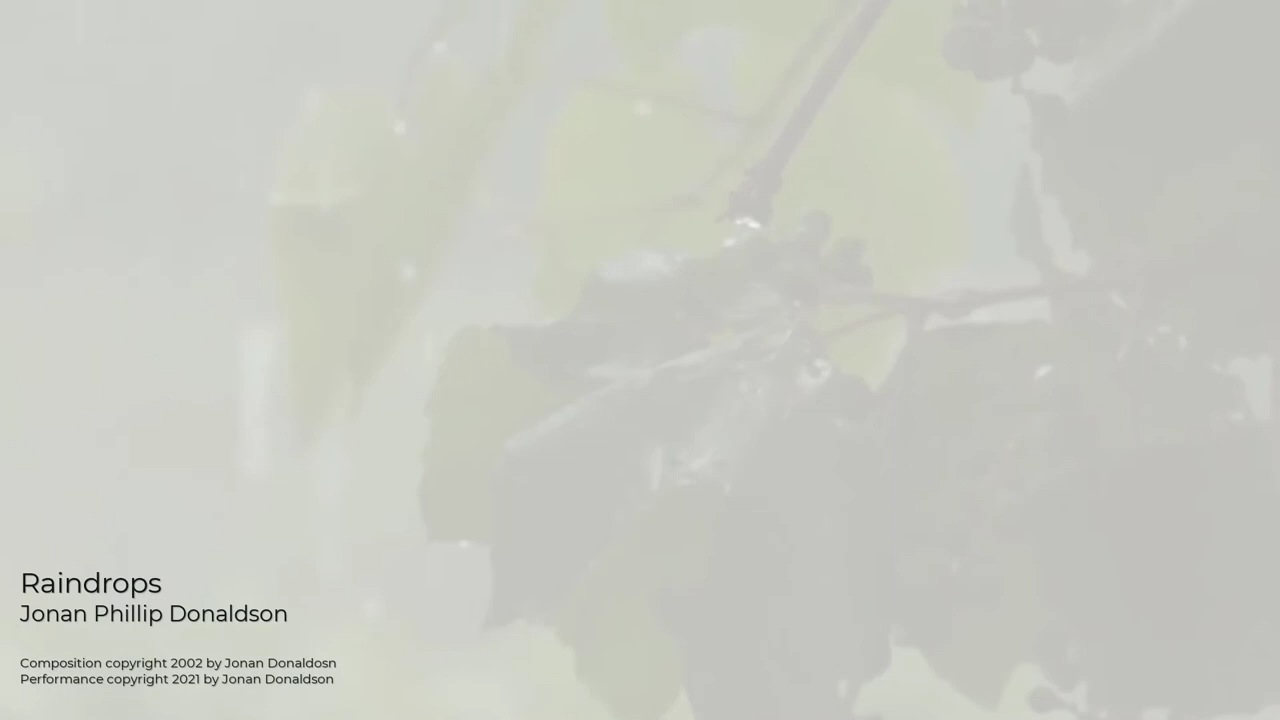 Raindrops
Jonan Phillip Donaldson
Composition copyright 2002 by Jonan Donaldosn
Performance copyright 2021 by Jonan Donaldson